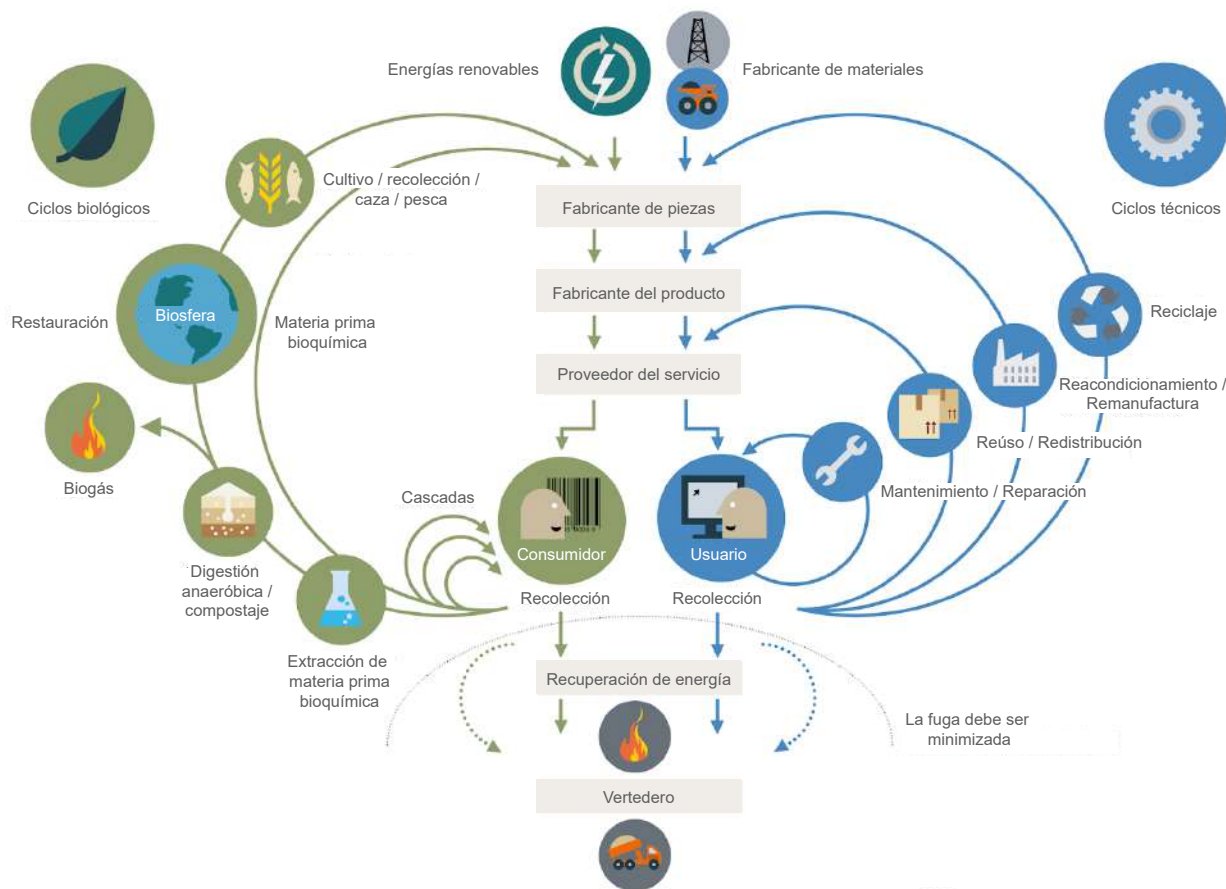 Energías renovables
Fabricante de materiales
Ciclos biológicos
Cultivo / recolección /
caza / pesca
Fabricante de piezas
Ciclos técnicos
Restauración
Biosfera
Materia prima
bioquímica
Fabricante del producto
Reciclaje
Proveedor del servicio
Reacondicionamiento /
Remanufactura
Reúso / Redistribución
Biogás
Cascadas
Mantenimiento / Reparación
Consumidor
Usuario
Digestión
anaeróbica /
compostaje
Recolección
Recolección
Extracción de
materia prima
bioquímica
Recuperación de energía
La fuga debe ser
minimizada
Vertedero